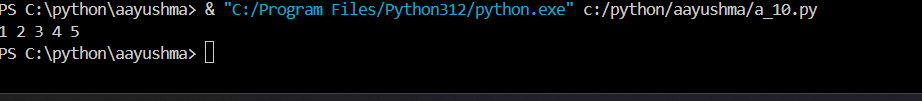 PS C:\python\aayushma> & "C:/Program Files/Python312/python.exe" c:/python/aayushma/a_10.py
1 2 3 4 5
PS C:\python\aayushma>